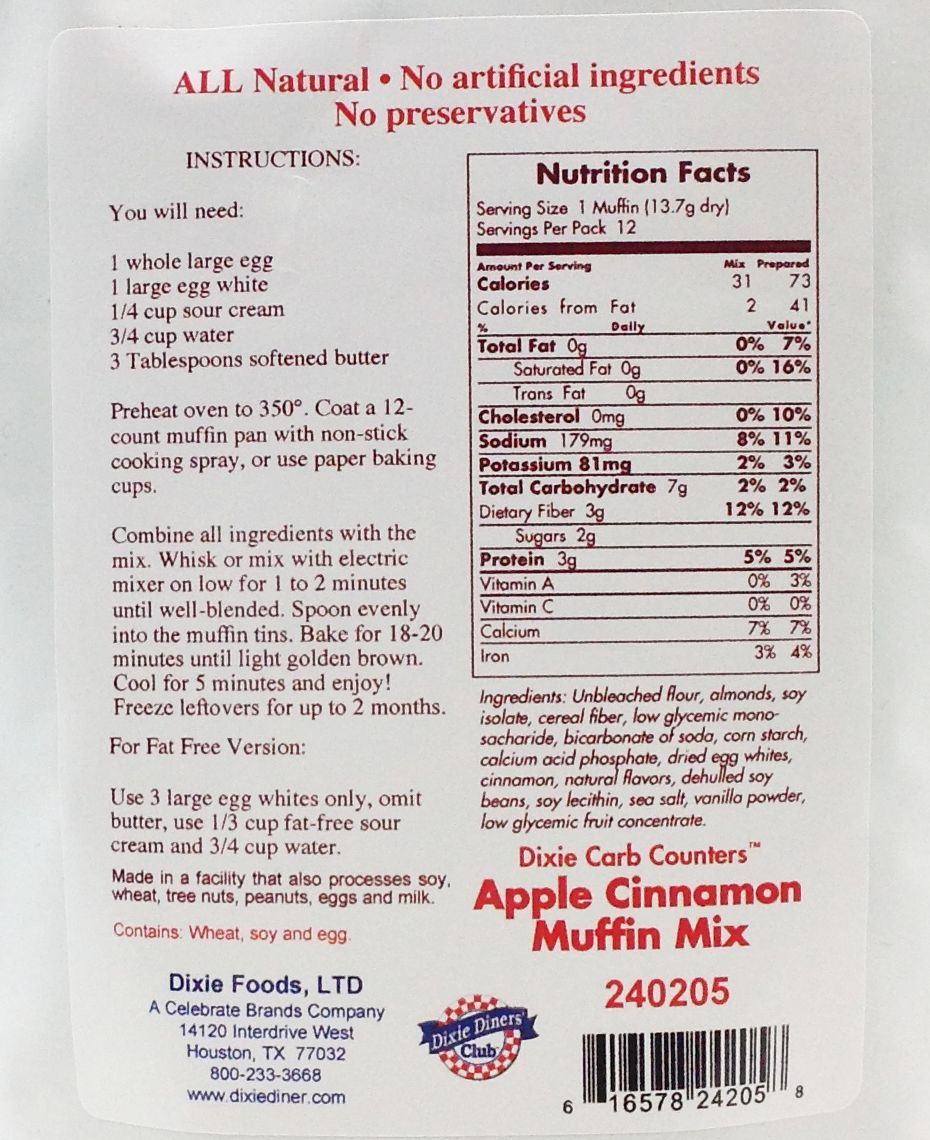 ALL Natural • No artificial ingredients
No preservatives
INSTRUCTIONS:
You will need:
1 whole large egg
1 large egg white
1/4 cup sour cream
3/4 cup water
3 Tablespoons softened butter
Preheat oven to 350°. Coat a 12-
count muffin pan with non-stick
cooking spray, or use paper baking
cups.
Combine all ingredients with the
mix. Whisk or mix with electric
mixer on low for 1 to 2 minutes
until well-blended. Spoon evenly
into the muffin tins. Bake for 18-20
minutes until light golden brown.
Cool for 5 minutes and enjoy!
Freeze leftovers for up to 2 months.
For Fat Free Version:
Use 3 large egg whites only, omit
butter, use 1/3 cup fat-free sour
cream and 3/4 cup water.
Made in a facility that also processes soy,
wheat, tree nuts, peanuts, eggs and milk.
Contains: Wheat, soy and egg.
Dixie Foods, LTD
A Celebrate Brands Company
14120 Interdrive West
Houston, TX 77032
800-233-3668
www.dixiediner.com
Nutrition Facts
Serving Size 1 Muffin (13.7g dry)
Servings Per Pack 12
Amount Per Serving Mix Prepared
Calories 31 73
Calories from Fat 2 41
% Daily Value*
Total Fat 0g 0% 7%
Saturated Fat 0g 0% 16%
Trans Fat 0g
Cholesterol 0mg 0% 10%
Sodium 179mg 8% 11%
Potassium 81mg 2% 3%
Total Carbohydrate 7g 2% 2%
Dietary Fiber 3g 12% 12%
Sugars 2g
Protein 3g 5% 5%
Vitamin A 0% 3%
Vitamin C 0% 0%
Calcium 7% 7%
Iron 3% 4%
Ingredients: Unbleached flour, almonds, soy
isolate, cereal fiber, low glycemic mono-
sacharide, bicarbonate of soda, corn starch,
calcium acid phosphate, dried egg whites,
cinnamon, natural flavors, dehulled soy
beans, soy lecithin, sea salt, vanilla powder,
low glycemic fruit concentrate.
Dixie Carb Counters™
Apple Cinnamon
Muffin Mix
240205
Dixie Diners'
Club
6 16578 24205 8